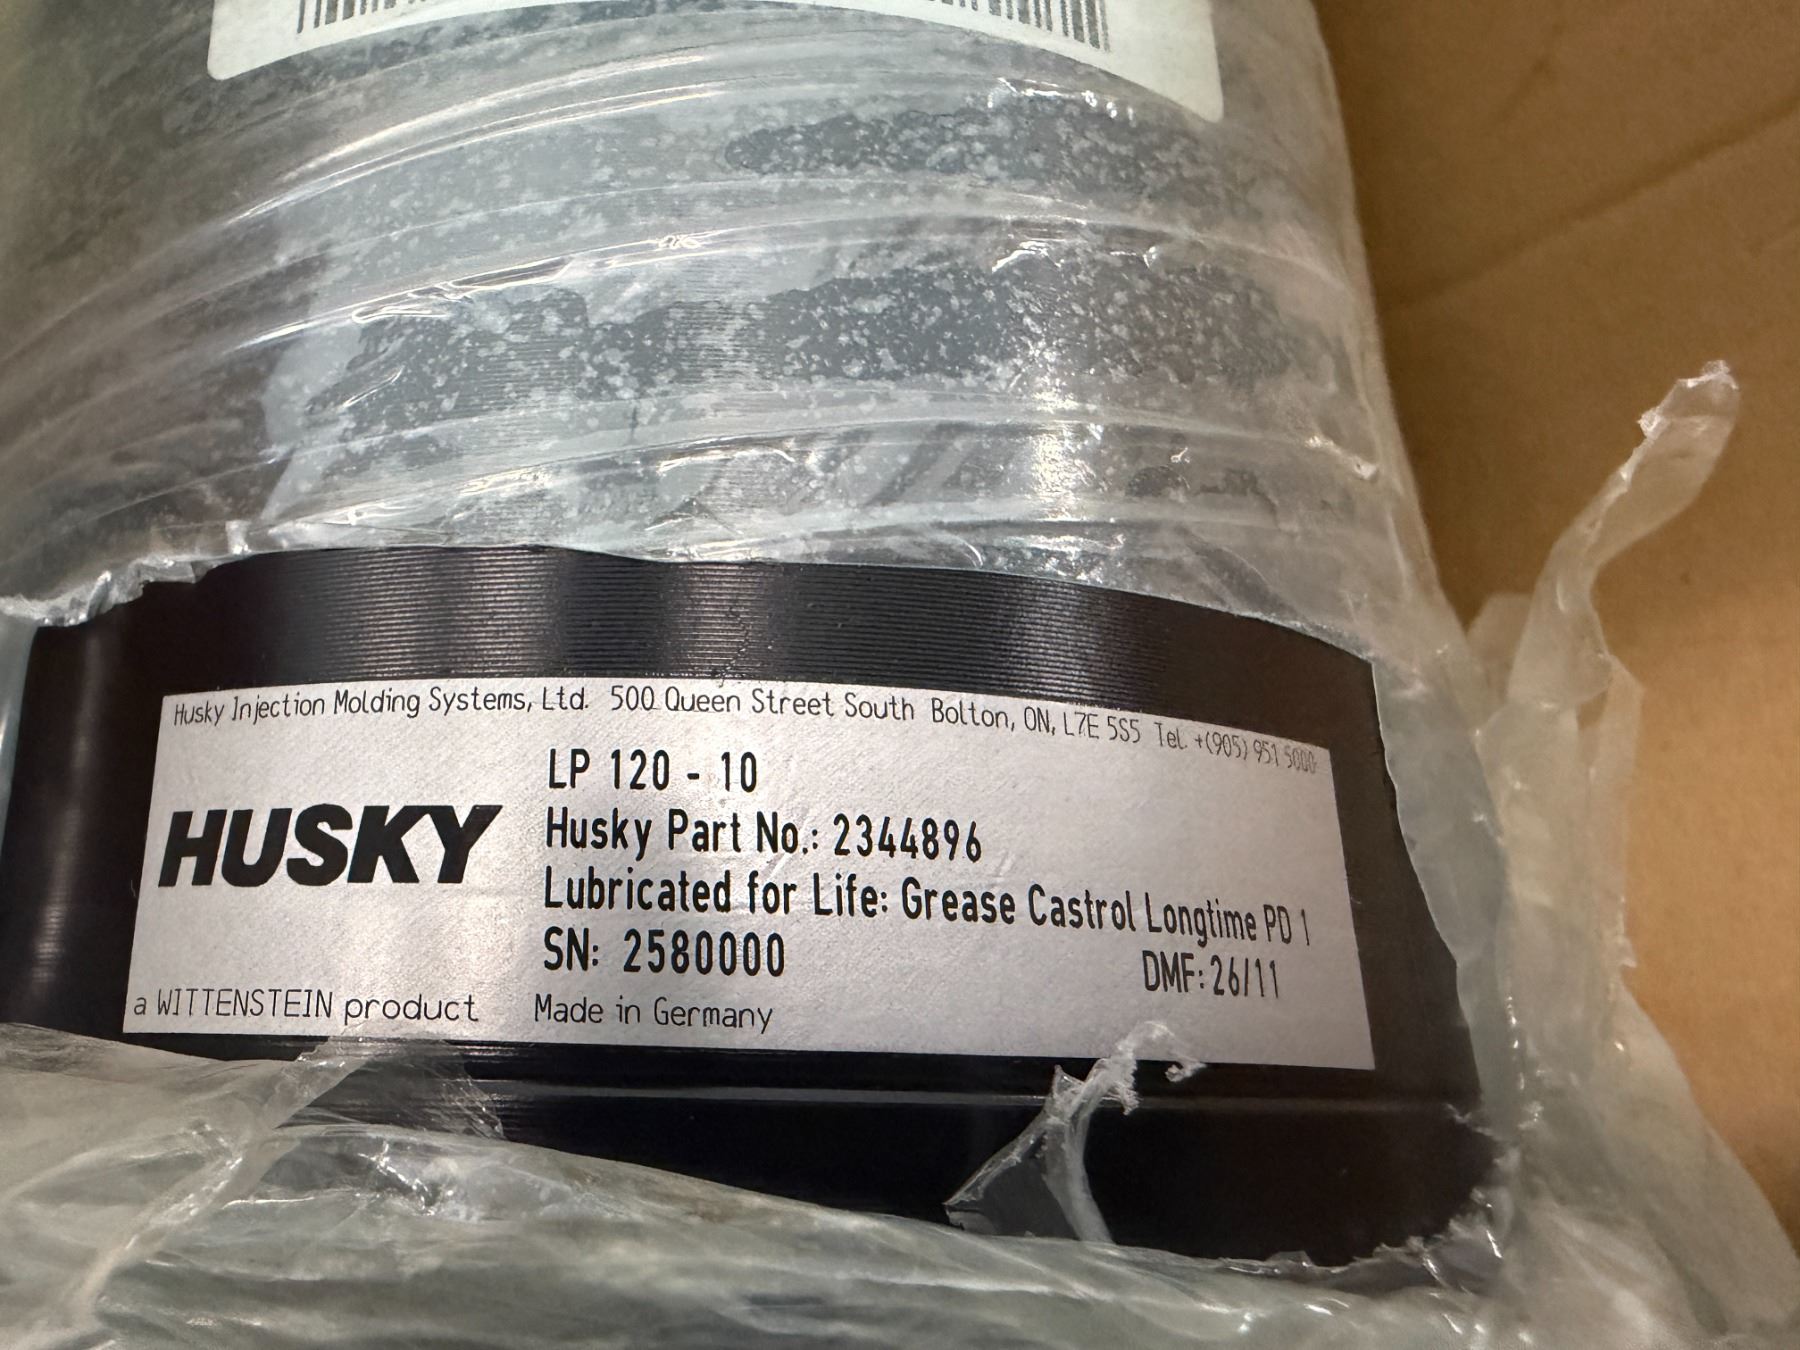 Husky Injection Molding Systems, Ltd. 500 Queen Street South Bolton, ON, L7E 5S5 Tel. +(905) 951 5000
LP 120 - 10
HUSKY
Husky Part No.: 2344896
Lubricated for Life: Grease Castrol Longtime PD 1
SN: 2580000
DMF: 26/11
a WITTENSTEIN product
Made in Germany